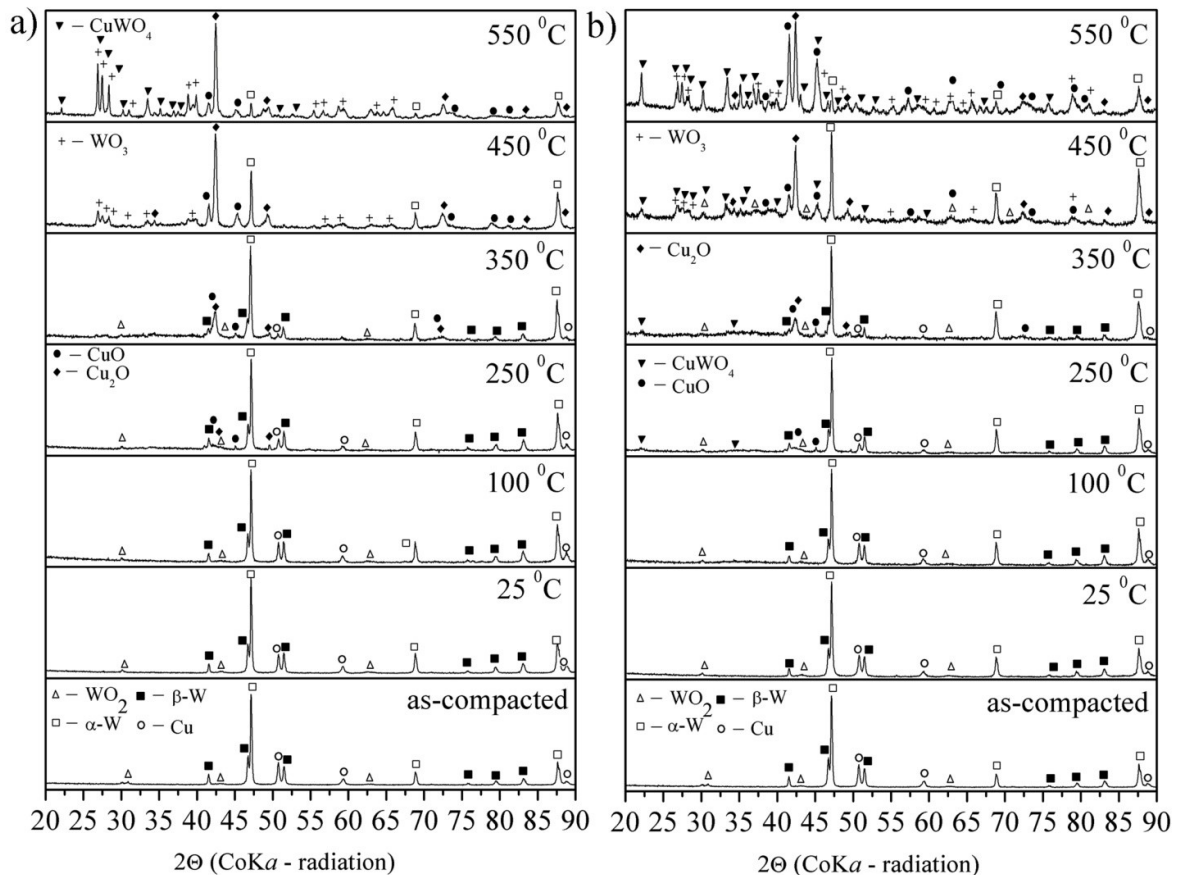 a)
▼ – CuWO4
550 ⁰C
+ – WO3
450 ⁰C
350 ⁰C
● – CuO
♦ – Cu2O
250 ⁰C
100 ⁰C
25 ⁰C
△ – WO2 ■ – β-W
□ – α-W ○ – Cu
as-compacted
20 25 30 35 40 45 50 55 60 65 70 75 80 85 90
2Θ (CoKa - radiation)
b)
550 ⁰C
+ – WO3
450 ⁰C
♦ – Cu2O
350 ⁰C
▼ – CuWO4
● – CuO
250 ⁰C
100 ⁰C
25 ⁰C
△ – WO2 ■ – β-W
□ – α-W ○ – Cu
as-compacted
20 25 30 35 40 45 50 55 60 65 70 75 80 85 90
2Θ (CoKa - radiation)